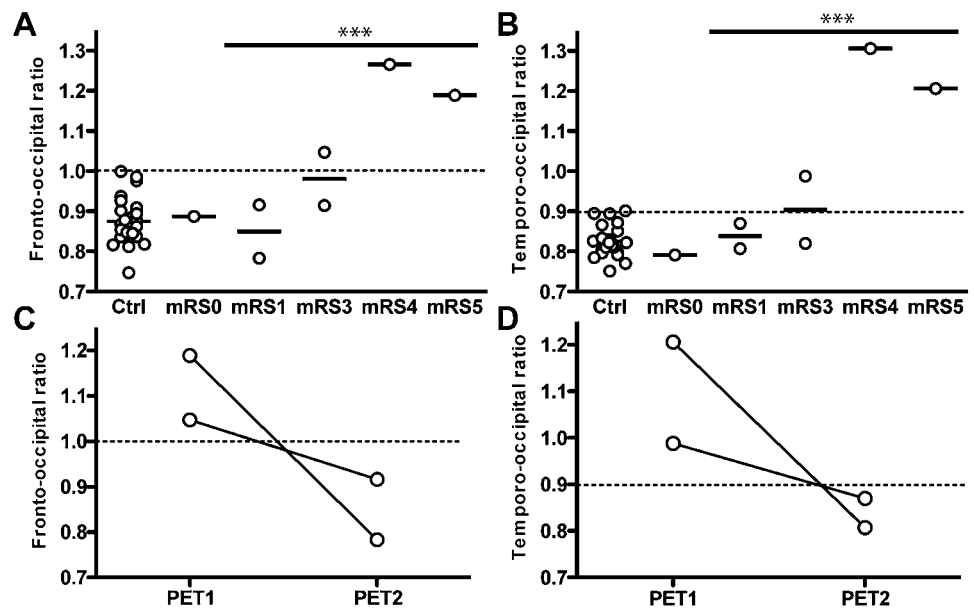 A
***
Fronto-occipital ratio
1.3
1.2
1.1
1.0
0.9
0.8
0.7
Ctrl mRS0 mRS1 mRS3 mRS4 mRS5
B
***
Temporo-occipital ratio
1.3
1.2
1.1
1.0
0.9
0.8
0.7
Ctrl mRS0 mRS1 mRS3 mRS4 mRS5
C
Fronto-occipital ratio
1.2
1.1
1.0
0.9
0.8
0.7
PET1 PET2
D
Temporo-occipital ratio
1.2
1.1
1.0
0.9
0.8
0.7
PET1 PET2